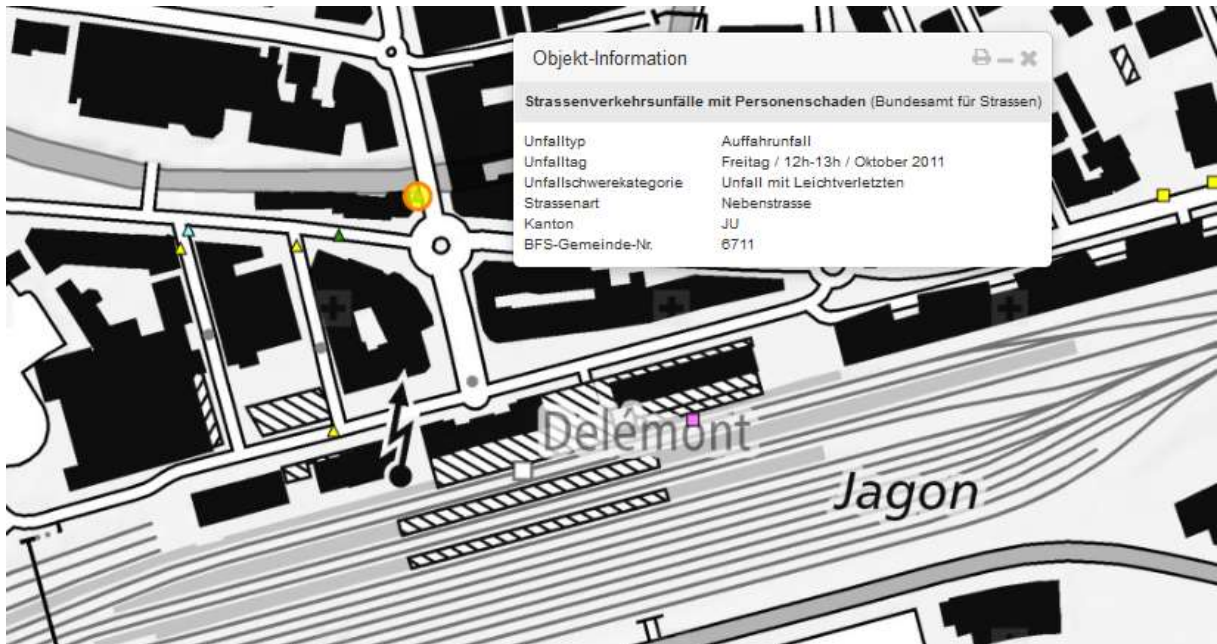 Objekt-Information
Strassenverkehrsunfälle mit Personenschaden (Bundesamt für Strassen)
Unfalltyp Auffahrunfall
Unfalltag Freitag / 12h-13h / Oktober 2011
Unfallschwerekategorie Unfall mit Leichtverletzten
Strassenart Nebenstrasse
Kanton JU
BFS-Gemeinde-Nr. 6711
Delémont
Jagon